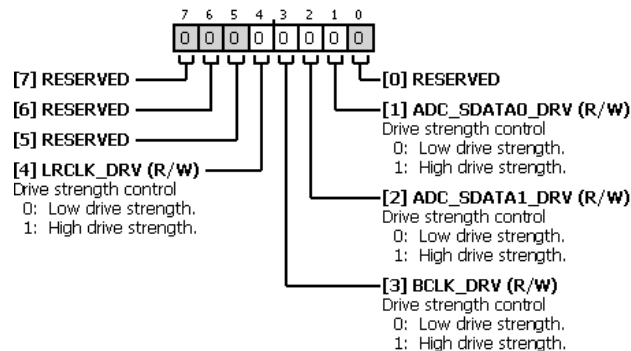 7 6 5 4 3 2 1 0
0 0 0 0 0 0 0 0
[7] RESERVED
[6] RESERVED
[5] RESERVED
[4] LRCLK_DRV (R/W)
Drive strength control
0: Low drive strength.
1: High drive strength.
[0] RESERVED
[1] ADC_SDATA0_DRV (R/W)
Drive strength control
0: Low drive strength.
1: High drive strength.
[2] ADC_SDATA1_DRV (R/W)
Drive strength control
0: Low drive strength.
1: High drive strength.
[3] BCLK_DRV (R/W)
Drive strength control
0: Low drive strength.
1: High drive strength.